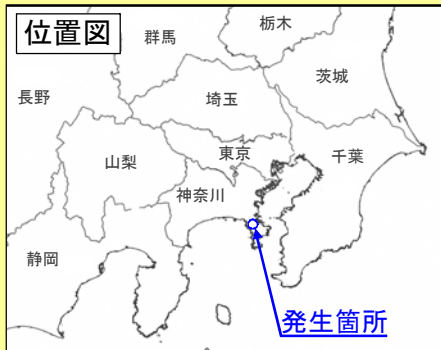 位置図
栃木
群馬
茨城
長野
埼玉
東京
山梨
千葉
神奈川
静岡
発生箇所